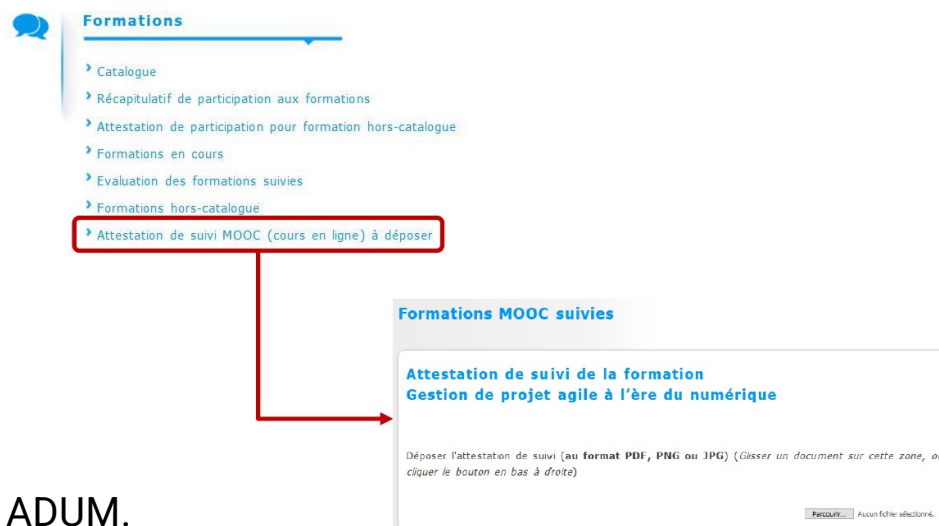 Formations
Catalogue
Récapitulatif de participation aux formations
Attestation de participation pour formation hors-catalogue
Formations en cours
Evaluation des formations suivies
Formations hors-catalogue
Attestation de suivi MOOC (cours en ligne) à déposer
Formations MOOC suivies
Attestation de suivi de la formation
Gestion de projet agile à l'ère du numérique
Déposer l'attestation de suivi (au format PDF, PNG ou JPG) (Glisser un document sur cette zone, o
cliquer le bouton en bas à droite)
Parcourir... Aucun fichier sélectionné.
ADUM.